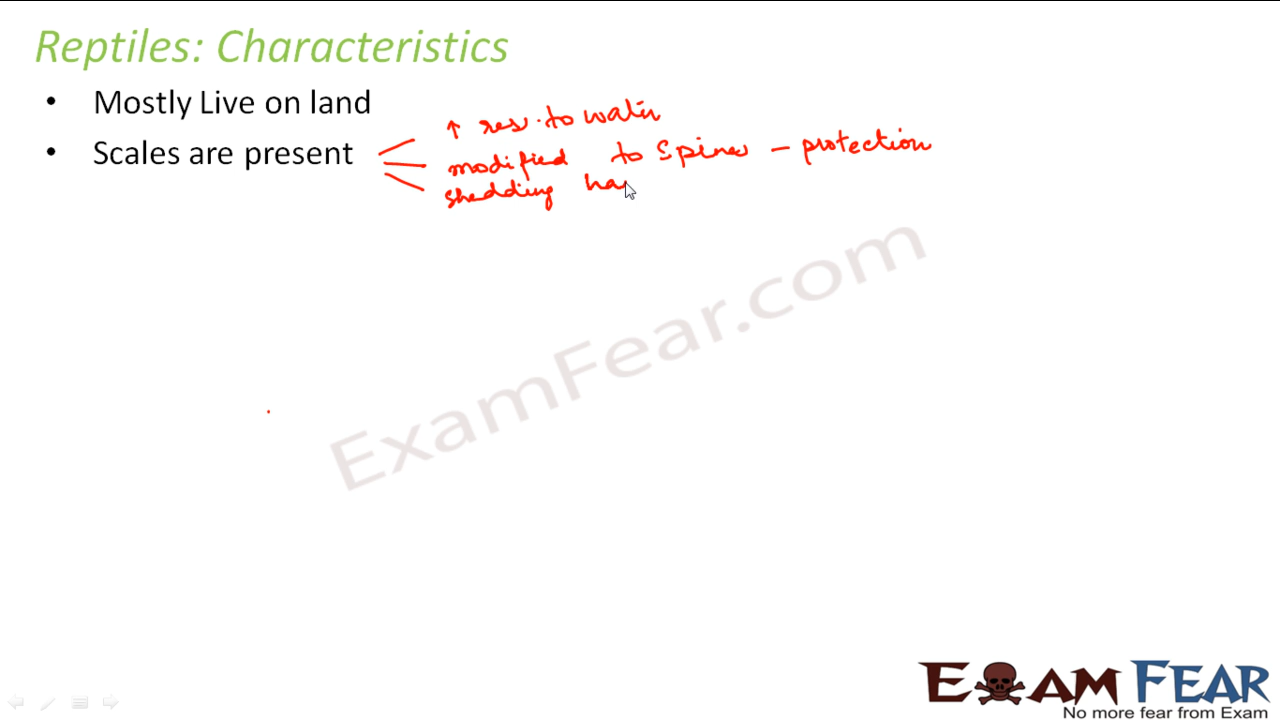 Reptiles: Characteristics
• Mostly Live on land
• Scales are present
↑ res. to water
modified to Spines - protection
shedding ha
ExamFear.com
EXAM FEAR
No more fear from Exam